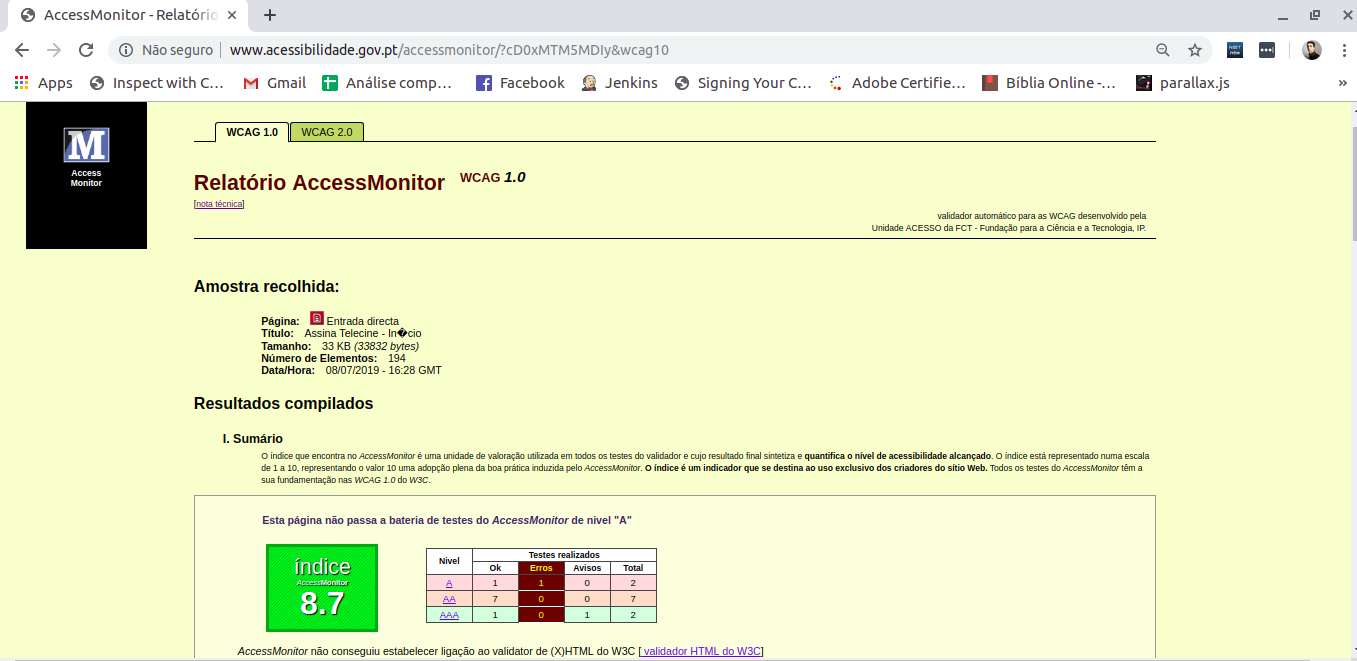 AccessMonitor - Relatório
Não seguro | www.acessibilidade.gov.pt/accessmonitor/?cD0xMTM5MDIy&wcag10
Apps Inspect with C... Gmail Análise comp... Facebook Jenkins Signing Your C... Adobe Certifie... Bíblia Online -... parallax.js »
M
Access
Monitor
WCAG 1.0 WCAG 2.0
Relatório AccessMonitor WCAG 1.0
[nota técnica]
validador automático para as WCAG desenvolvido pela
Unidade ACESSO da FCT - Fundação para a Ciência e a Tecnologia, IP.
Amostra recolhida:
Página: Entrada directa
Título: Assina Telecine - In�cio
Tamanho: 33 KB (33832 bytes)
Número de Elementos: 194
Data/Hora: 08/07/2019 - 16:28 GMT
Resultados compilados
I. Sumário
O índice que encontra no AccessMonitor é uma unidade de valoração utilizada em todos os testes do validador e cujo resultado final sintetiza e quantifica o nível de acessibilidade alcançado. O índice está representado numa escala
de 1 a 10, representando o valor 10 uma adopção plena da boa prática induzida pelo AccessMonitor. O índice é um indicador que se destina ao uso exclusivo dos criadores do sítio Web. Todos os testes do AccessMonitor têm a
sua fundamentação nas WCAG 1.0 do W3C.
Esta página não passa a bateria de testes do AccessMonitor de nivel "A"
índice
AccessMonitor
8.7
Nivel Testes realizados
Ok Erros Avisos Total
A 1 1 0 2
AA 7 0 0 7
AAA 1 0 1 2
AccessMonitor não conseguiu estabelecer ligação ao validator de (X)HTML do W3C [ validador HTML do W3C]